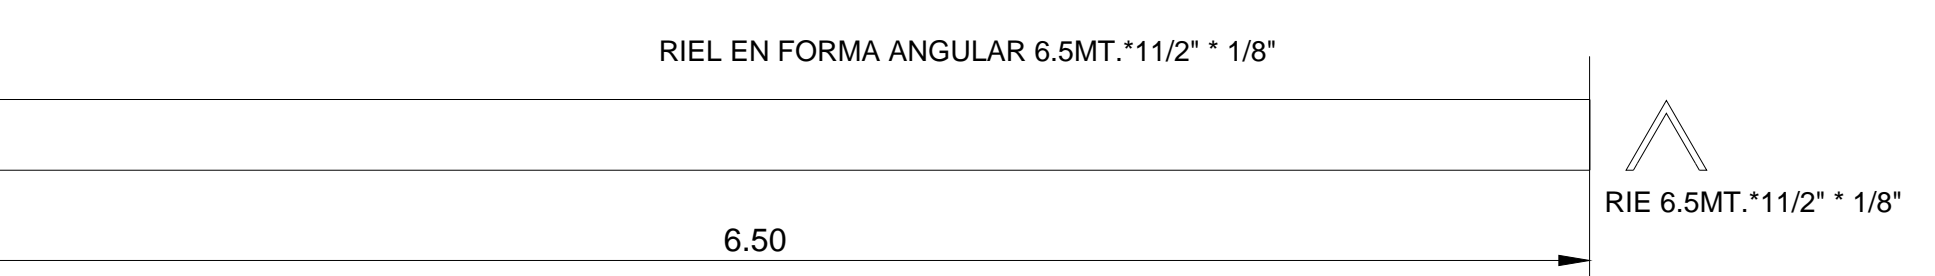 RIEL EN FORMA ANGULAR 6.5MT.*11/2" * 1/8"
RIE 6.5MT.*11/2" * 1/8"
6.50